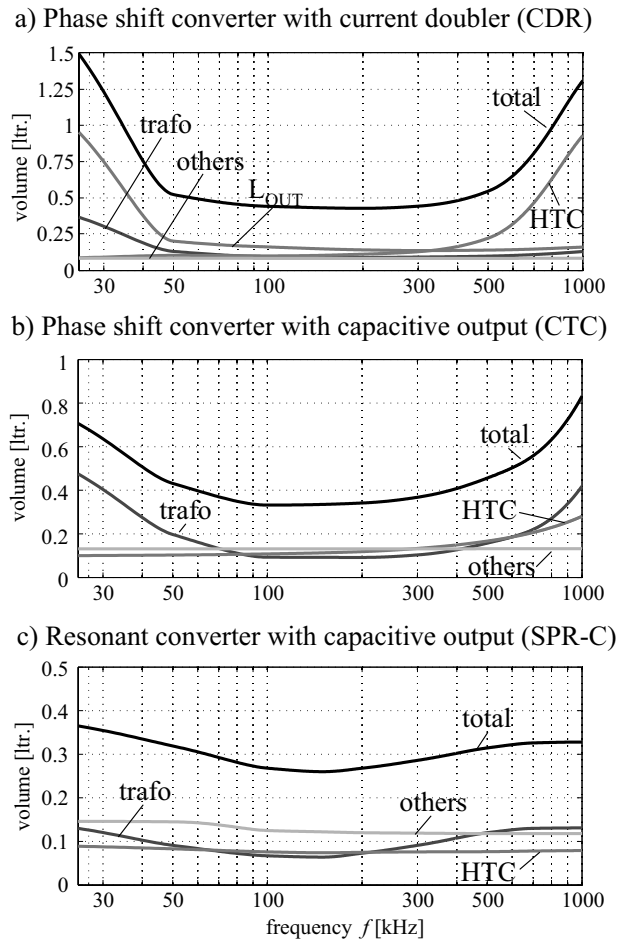 a) Phase shift converter with current doubler (CDR)
volume [ltr.]
1.5
1.25
1
0.75
0.5
0.25
0
trafo
others
L_OUT
total
HTC
30 50 100 300 500 1000
b) Phase shift converter with capacitive output (CTC)
volume [ltr.]
1
0.8
0.6
0.4
0.2
0
trafo
total
HTC
others
30 50 100 300 500 1000
c) Resonant converter with capacitive output (SPR-C)
volume [ltr.]
0.5
0.4
0.3
0.2
0.1
0
trafo
total
others
HTC
30 50 100 300 500 1000
frequency f [kHz]